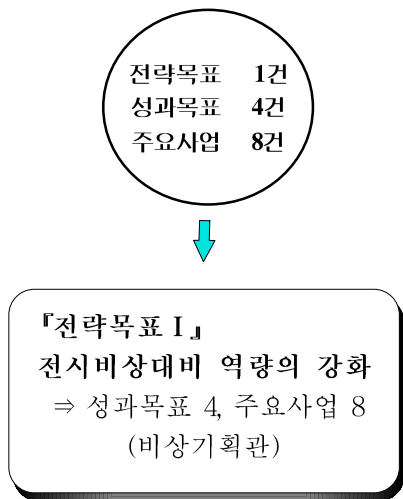 전략목표 1건
성과목표 4건
주요사업 8건
『전략목표Ⅰ』
전시비상대비 역량의 강화
⇒ 성과목표 4, 주요사업 8
(비상기획관)